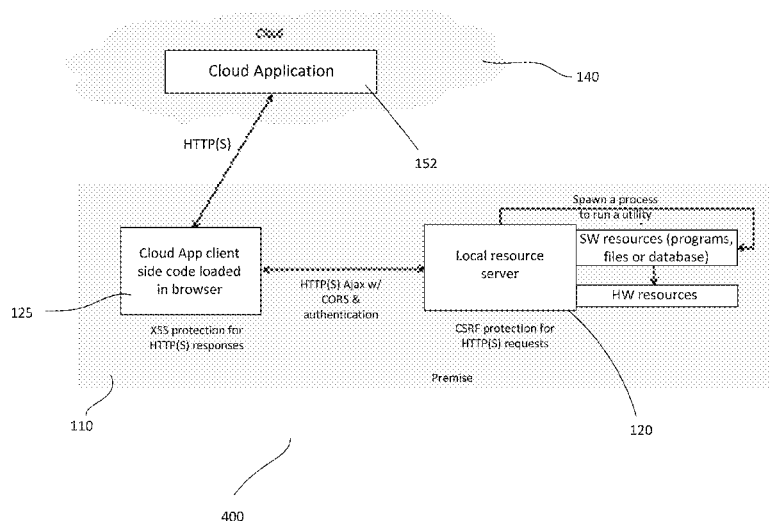 Cloud
Cloud Application
140
HTTP(S)
152
Spawn a process
to run a utility
Cloud App client
side code loaded
in browser
Local resource
server
SW resources (programs,
files or database)
HTTP(S) Ajax w/
CORS &
authentication
HW resources
125
XSS protection for
HTTP(S) responses
CSRF protection for
HTTP(S) requests
Premise
110
120
400